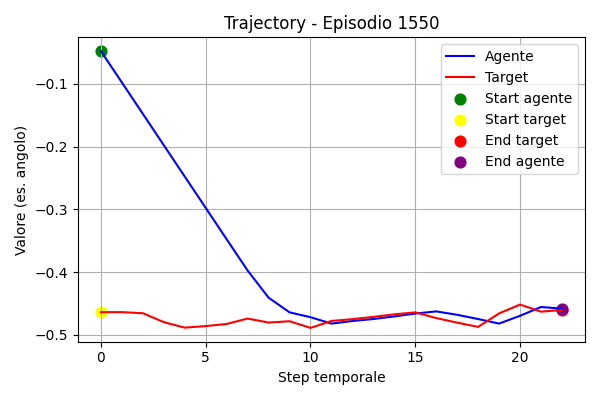 Trajectory - Episodio 1550
Agente
Target
Start agente
Start target
End target
End agente
Valore (es. angolo)
−0.1
−0.2
−0.3
−0.4
−0.5
0
5
10
15
20
Step temporale